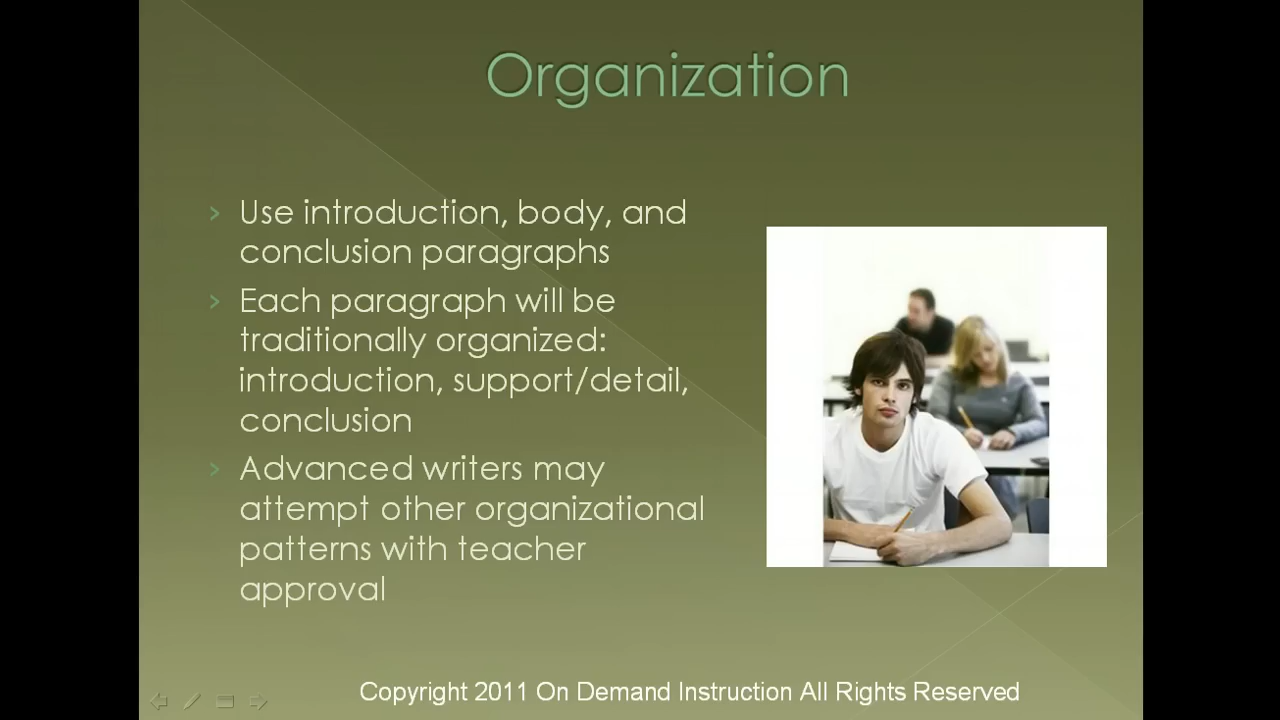 Organization
Use introduction, body, and
conclusion paragraphs
Each paragraph will be
traditionally organized:
introduction, support/detail,
conclusion
Advanced writers may
attempt other organizational
patterns with teacher
approval
Copyright 2011 On Demand Instruction All Rights Reserved